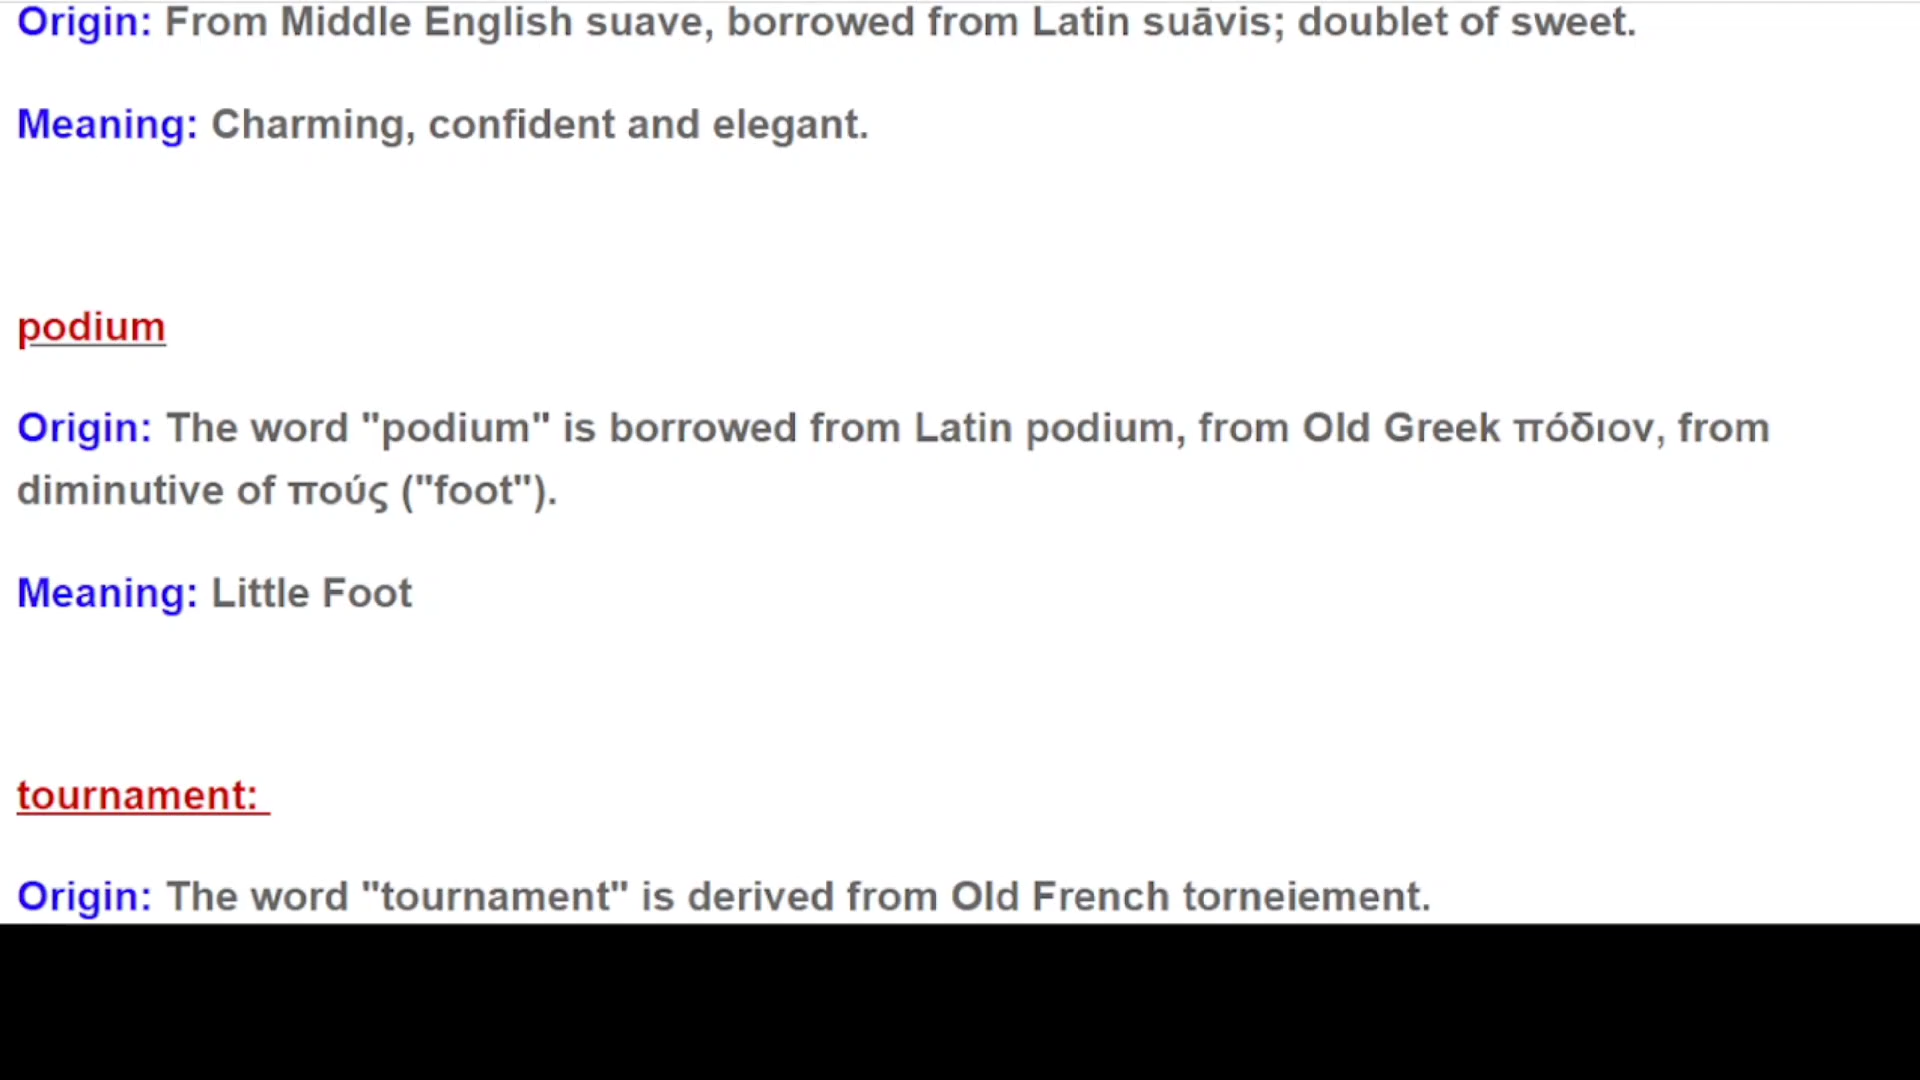 Origin: From Middle English suave, borrowed from Latin suāvis; doublet of sweet.
Meaning: Charming, confident and elegant.
podium
Origin: The word "podium" is borrowed from Latin podium, from Old Greek πόδιον, from
diminutive of πούς ("foot").
Meaning: Little Foot
tournament:
Origin: The word "tournament" is derived from Old French torneiement.